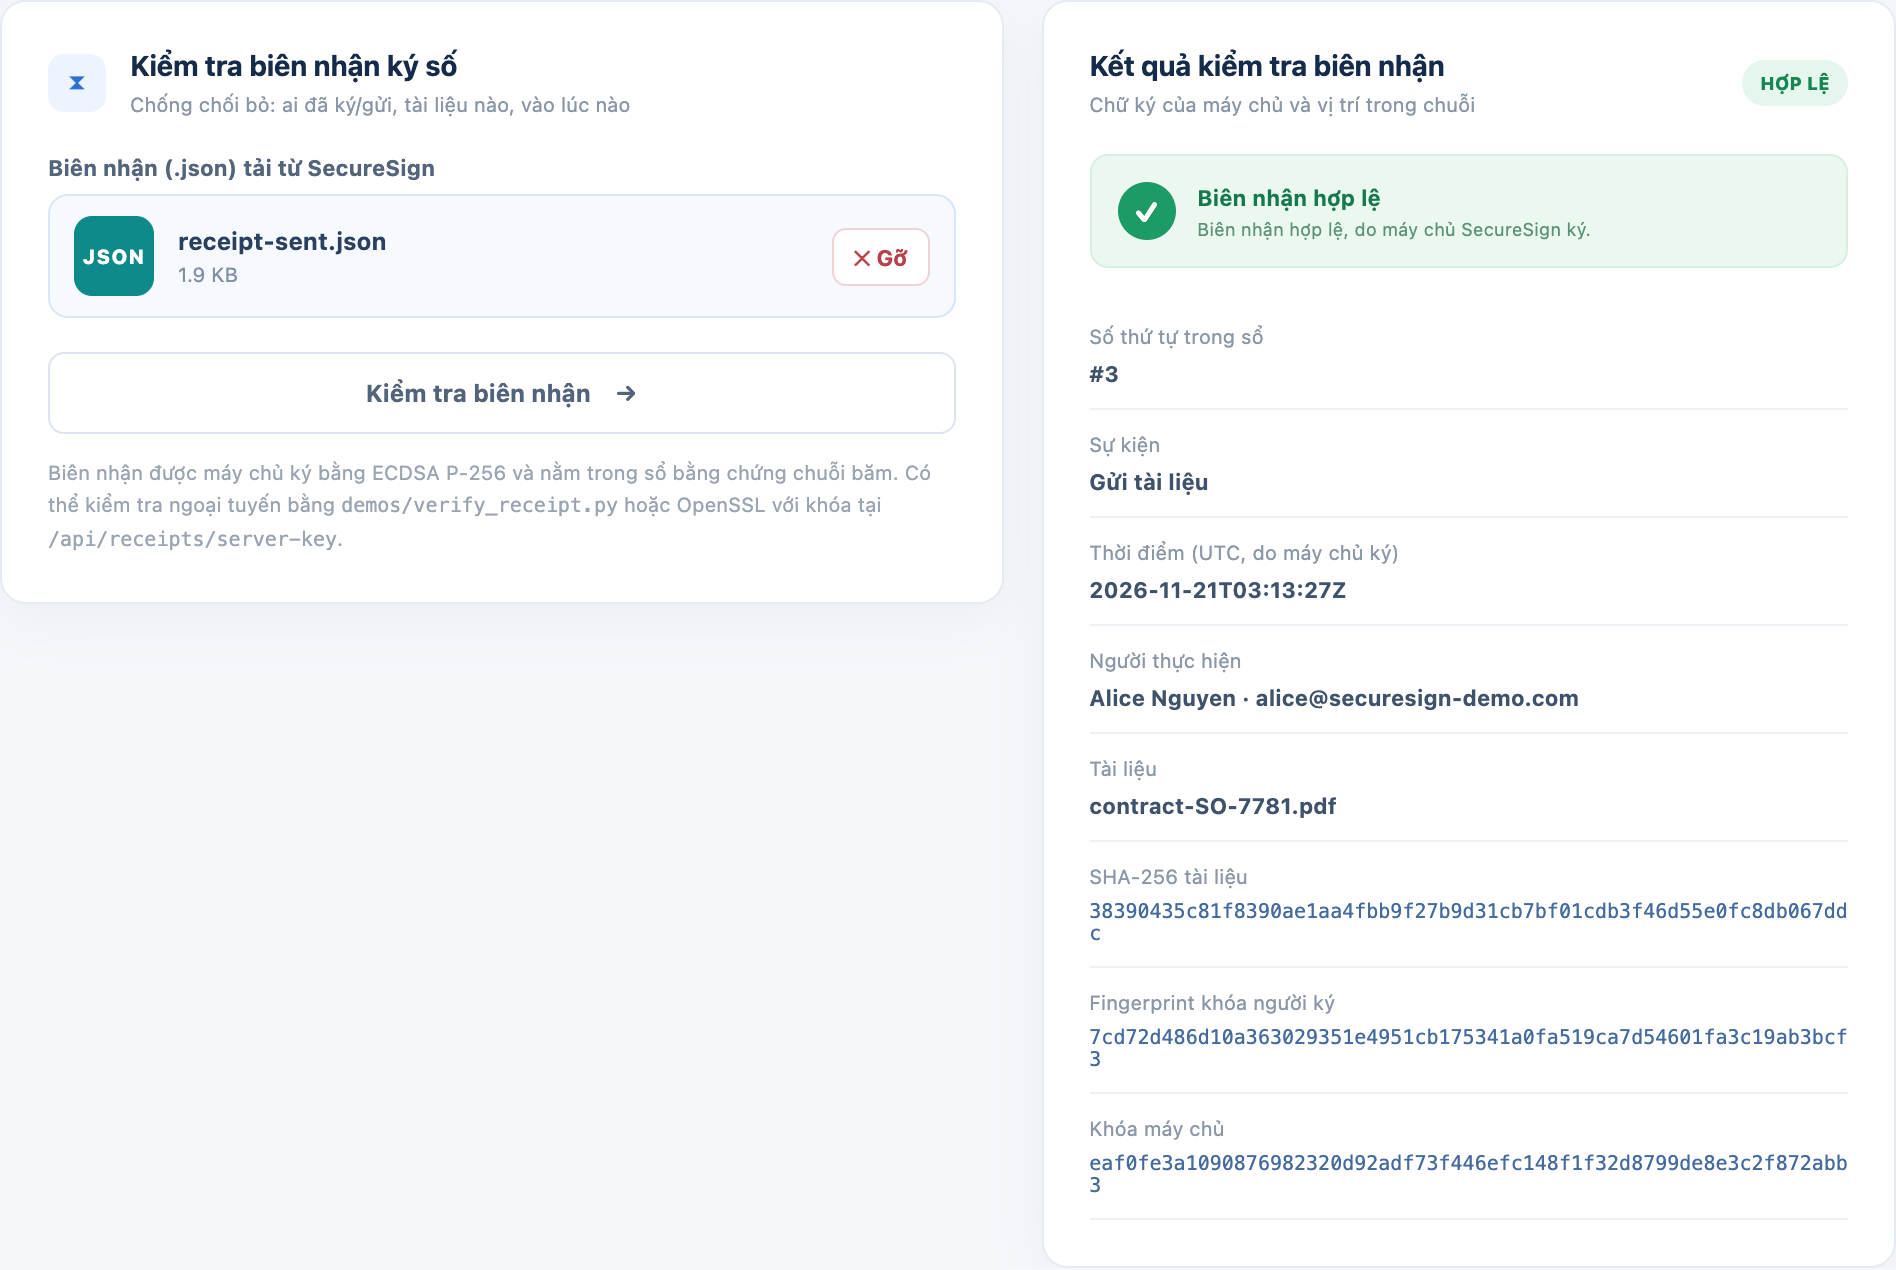 Kiểm tra biên nhận ký số
Chống chối bỏ: ai đã ký/gửi, tài liệu nào, vào lúc nào
Biên nhận (.json) tải từ SecureSign
JSON
receipt-sent.json
1.9 KB
Gỡ
Kiểm tra biên nhận →
Biên nhận được máy chủ ký bằng ECDSA P-256 và nằm trong sổ bằng chứng chuỗi băm. Có
thể kiểm tra ngoại tuyến bằng demos/verify_receipt.py hoặc OpenSSL với khóa tại
/api/receipts/server-key.
Kết quả kiểm tra biên nhận
Chữ ký của máy chủ và vị trí trong chuỗi
HỢP LỆ
Biên nhận hợp lệ
Biên nhận hợp lệ, do máy chủ SecureSign ký.
Số thứ tự trong sổ
#3
Sự kiện
Gửi tài liệu
Thời điểm (UTC, do máy chủ ký)
2026-11-21T03:13:27Z
Người thực hiện
Alice Nguyen · alice@securesign-demo.com
Tài liệu
contract-SO-7781.pdf
SHA-256 tài liệu
38390435c81f8390ae1aa4fbb9f27b9d31cb7bf01cdb3f46d55e0fc8db067dd
c
Fingerprint khóa người ký
7cd72d486d10a363029351e4951cb175341a0fa519ca7d54601fa3c19ab3bcf
3
Khóa máy chủ
eaf0fe3a1090876982320d92adf73f446efc148f1f32d8799de8e3c2f872abb
3